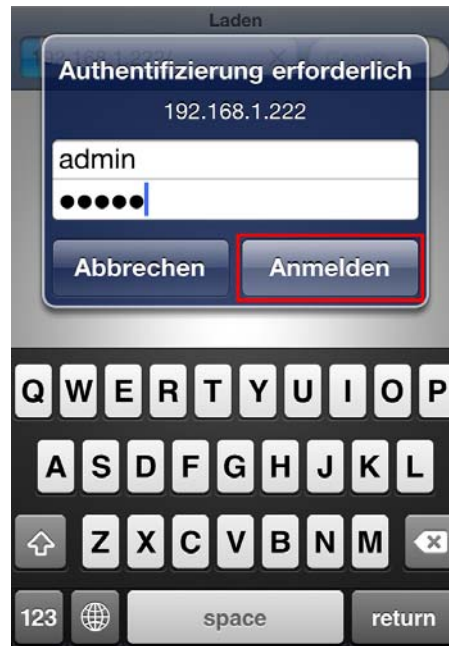 Laden
192.168.1.222/
Authentifizierung erforderlich
192.168.1.222
admin
●●●●●
Abbrechen
Anmelden
Q W E R T Y U I O P
A S D F G H J K L
Z X C V B N M
123 space return